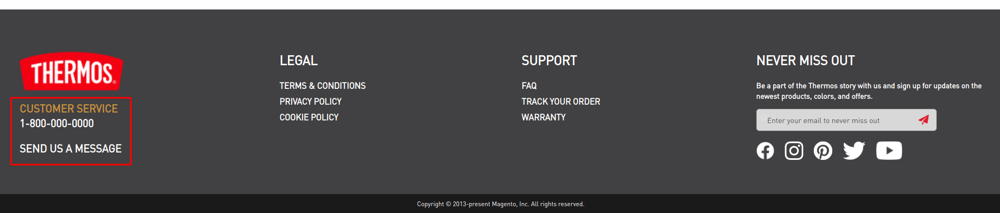 THERMOS.
CUSTOMER SERVICE
1-800-000-0000
SEND US A MESSAGE
LEGAL
TERMS & CONDITIONS
PRIVACY POLICY
COOKIE POLICY
SUPPORT
FAQ
TRACK YOUR ORDER
WARRANTY
NEVER MISS OUT
Be a part of the Thermos story with us and sign up for updates on the
newest products, colors, and offers.
Enter your email to never miss out
Copyright © 2013-present Magento, Inc. All rights reserved.